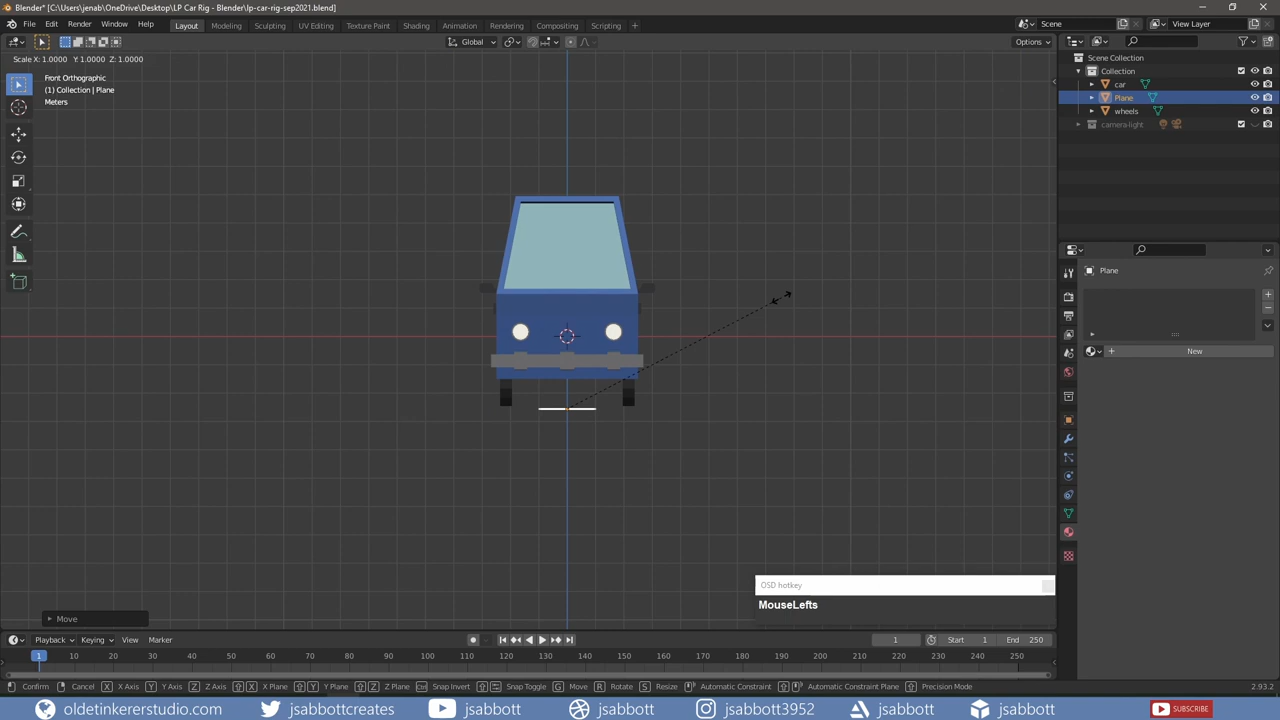 Blender* [C:\Users\jenab\OneDrive\Desktop\LP Car Rig\lp-car-rig-sep2021.blend]
File Edit Render Window Help Layout Modeling Sculpting UV Editing Texture Paint Shading Animation Rendering Compositing Scripting + Scene View Layer
Global Options
Scale X: 1.0000 Y: 1.0000 Z: 1.0000
Front Orthographic
(1) Collection | Plane
Meters
Scene Collection
Collection
car
Plane
wheels
camera-light
Plane
New
OSD hotkey
MouseLefts
Move
Playback Keying View Marker 1 Start 1 End 250
1 10 20 30 40 50 60 70 80 90 100 110 120 130 140 150 160 170 180 190 200 210 220 230 240 250
Confirm Cancel X X Axis Y Y Axis Z Z Axis X X Plane Y Y Plane Z Z Plane Ctrl Snap Invert Snap Toggle G Move R Rotate S Resize Automatic Constraint Automatic Constraint Plane Precision Mode
2.93.2
oldetinkererstudio.com jsabbottcreates jsabbott jsabbott jsabbott3952 jsabbott jsabbott SUBSCRIBE